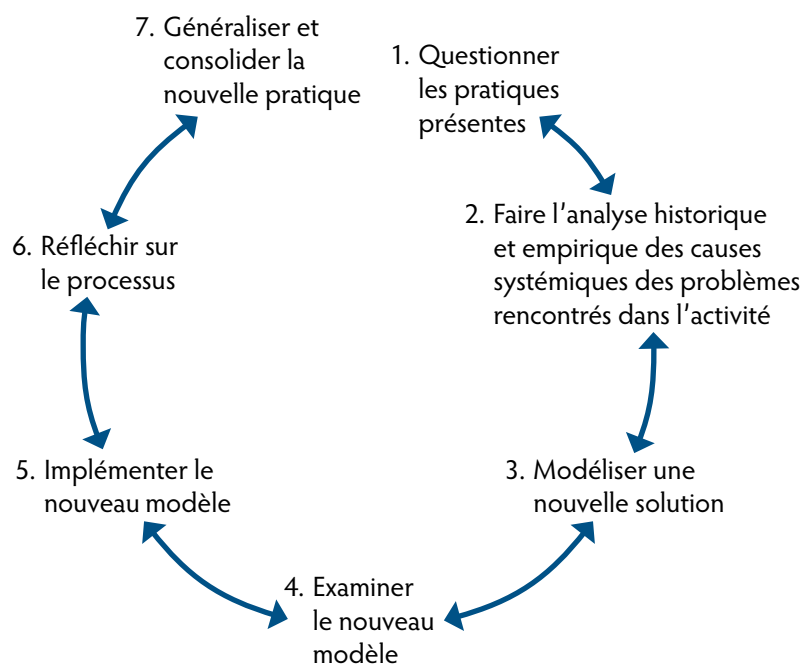 1. Questionner
les pratiques
présentes
2. Faire l'analyse historique
et empirique des causes
systémiques des problèmes
rencontrés dans l'activité
3. Modéliser une
nouvelle solution
4. Examiner
le nouveau
modèle
5. Implémenter le
nouveau modèle
6. Réfléchir sur
le processus
7. Généraliser et
consolider la
nouvelle pratique